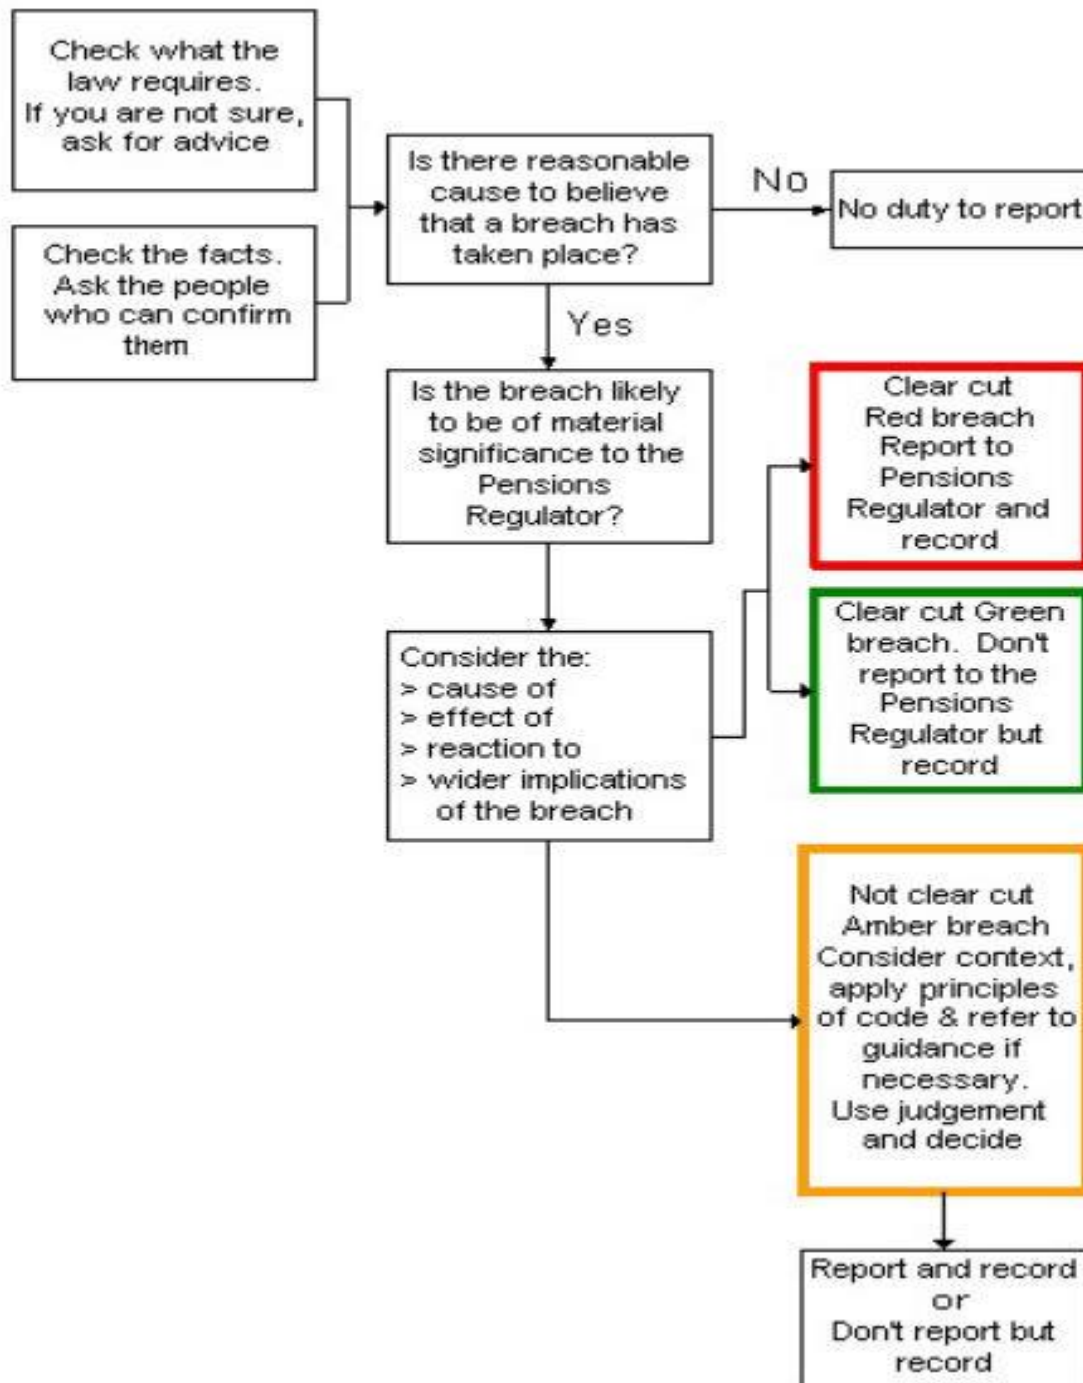 Check what the
law requires.
If you are not sure,
ask for advice
Check the facts.
Ask the people
who can confirm
them
Is there reasonable
cause to believe
that a breach has
taken place?
No
No duty to report
Yes
Is the breach likely
to be of material
significance to the
Pensions
Regulator?
Clear cut
Red breach
Report to
Pensions
Regulator and
record
Clear cut Green
breach. Don't
report to the
Pensions
Regulator but
record
Consider the:
> cause of
> effect of
> reaction to
> wider implications
of the breach
Not clear cut
Amber breach
Consider context,
apply principles
of code & refer to
guidance if
necessary.
Use judgement
and decide
Report and record
or
Don't report but
record